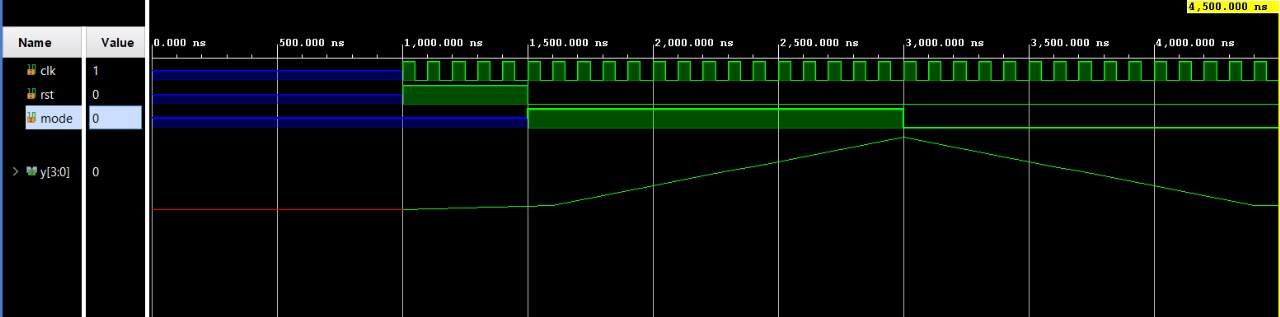 4,500.000 ns
Name Value 0.000 ns 500.000 ns 1,000.000 ns 1,500.000 ns 2,000.000 ns 2,500.000 ns 3,000.000 ns 3,500.000 ns 4,000.000 ns
clk 1
rst 0
mode 0
y[3:0] 0